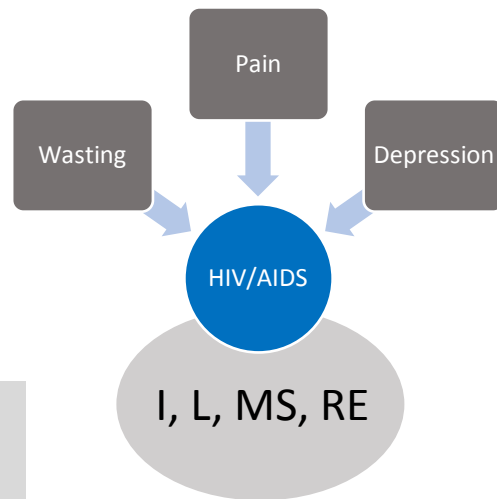 Pain
Wasting
Depression
HIV/AIDS
I, L, MS, RE